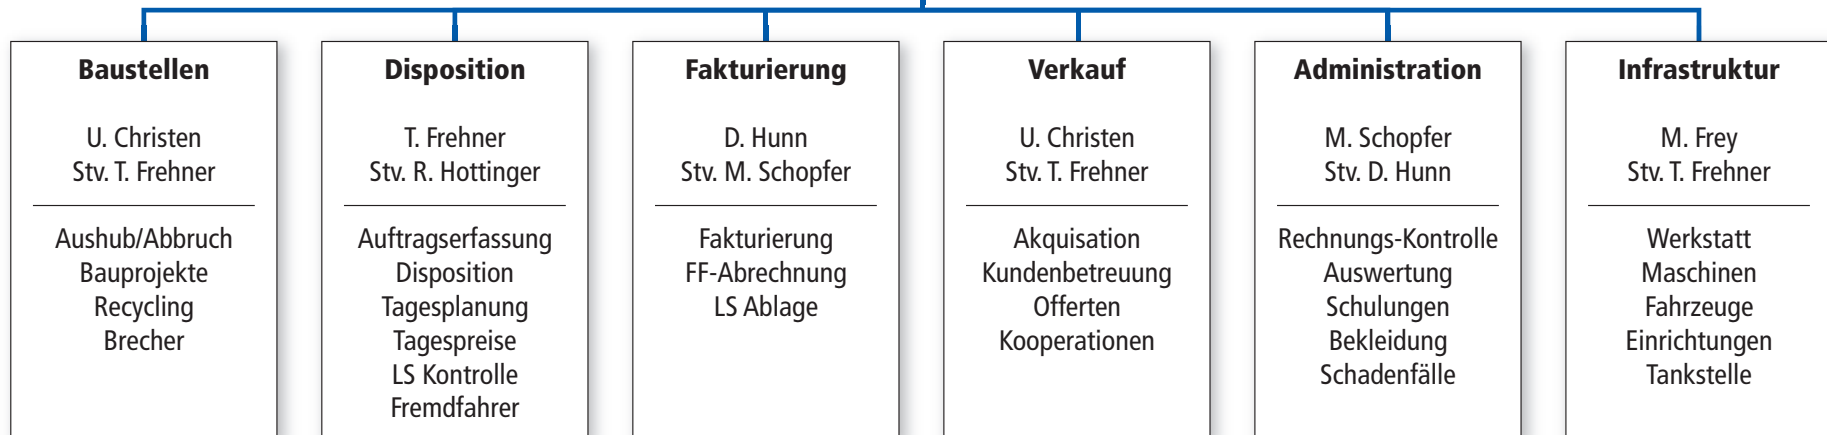 Baustellen
U. Christen
Stv. T. Frehner
Aushub/Abbruch
Bauprojekte
Recycling
Brecher
Disposition
T. Frehner
Stv. R. Hottinger
Auftragserfassung
Disposition
Tagesplanung
Tagespreise
LS Kontrolle
Fremdfahrer
Fakturierung
D. Hunn
Stv. M. Schopfer
Fakturierung
FF-Abrechnung
LS Ablage
Verkauf
U. Christen
Stv. T. Frehner
Akquisation
Kundenbetreuung
Offerten
Kooperationen
Administration
M. Schopfer
Stv. D. Hunn
Rechnungs-Kontrolle
Auswertung
Schulungen
Bekleidung
Schadenfälle
Infrastruktur
M. Frey
Stv. T. Frehner
Werkstatt
Maschinen
Fahrzeuge
Einrichtungen
Tankstelle